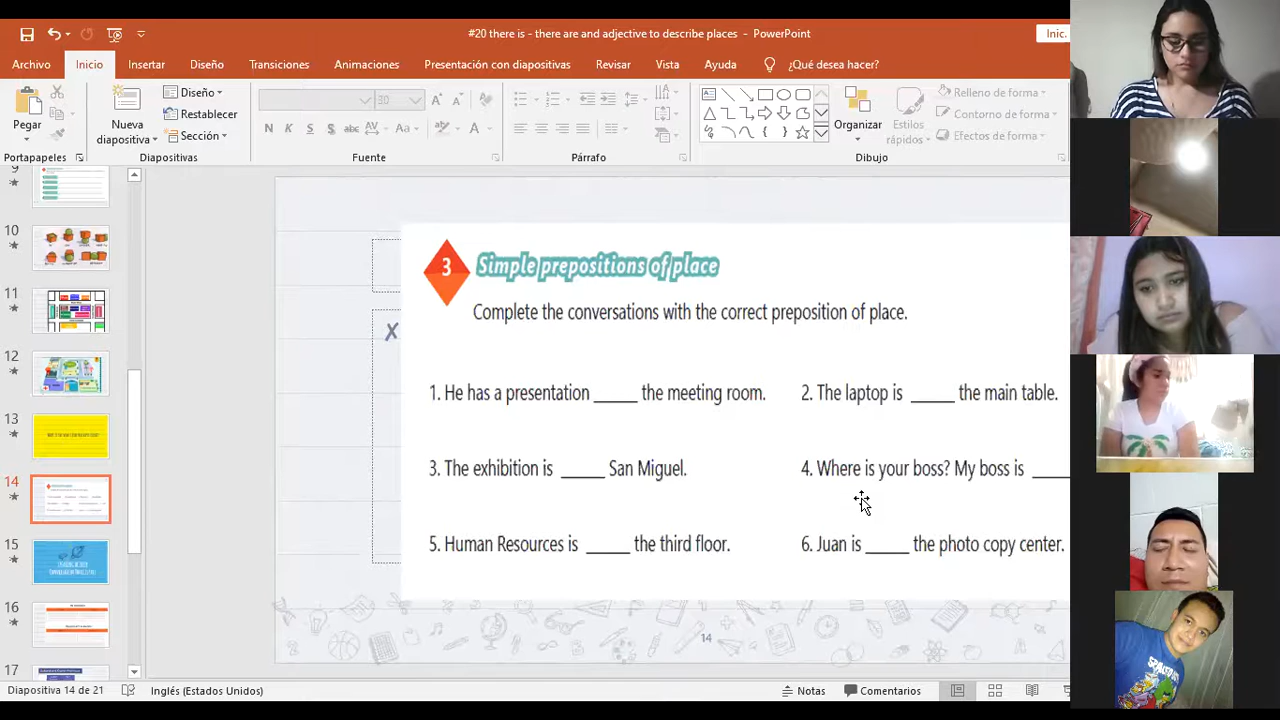 #20 there is - there are and adjective to describe places - PowerPoint
Inic.
Archivo Inicio Insertar Diseño Transiciones Animaciones Presentación con diapositivas Revisar Vista Ayuda ¿Qué desea hacer?
Pegar
Nueva diapositiva
Diseño
Restablecer
Sección
30
N K S S abc AV Aa A
Organizar
Estilos rápidos
Relleno de forma
Contorno de forma
Efectos de forma
Portapapeles Diapositivas Fuente Párrafo Dibujo
9
10
11
12
13
14
15
16
17
3 Simple prepositions of place
Complete the conversations with the correct preposition of place.
X
1. He has a presentation _____ the meeting room. 2. The laptop is _____ the main table.
3. The exhibition is _____ San Miguel. 4. Where is your boss? My boss is ____
5. Human Resources is _____ the third floor. 6. Juan is _____ the photo copy center.
14
Diapositiva 14 de 21 Inglés (Estados Unidos) Notas Comentarios